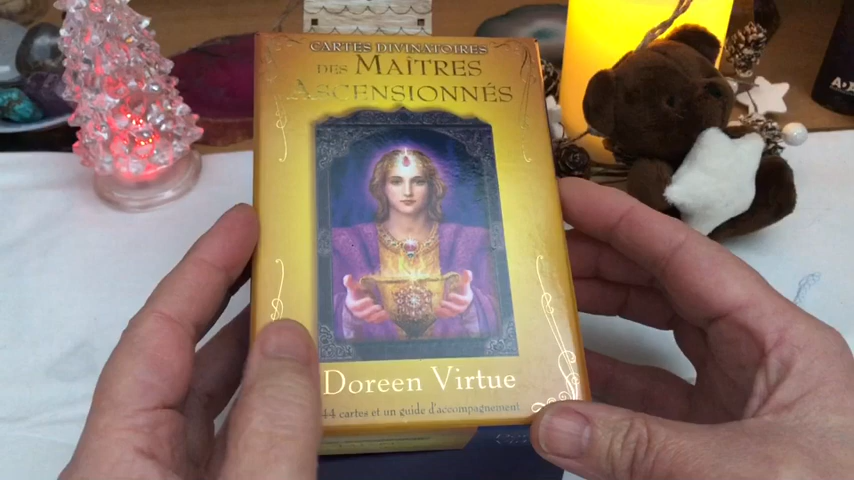 CARTES DIVINATOIRES
DES MAÎTRES
ASCENSIONNÉS
Doreen Virtue
44 cartes et un guide d'accompagnement